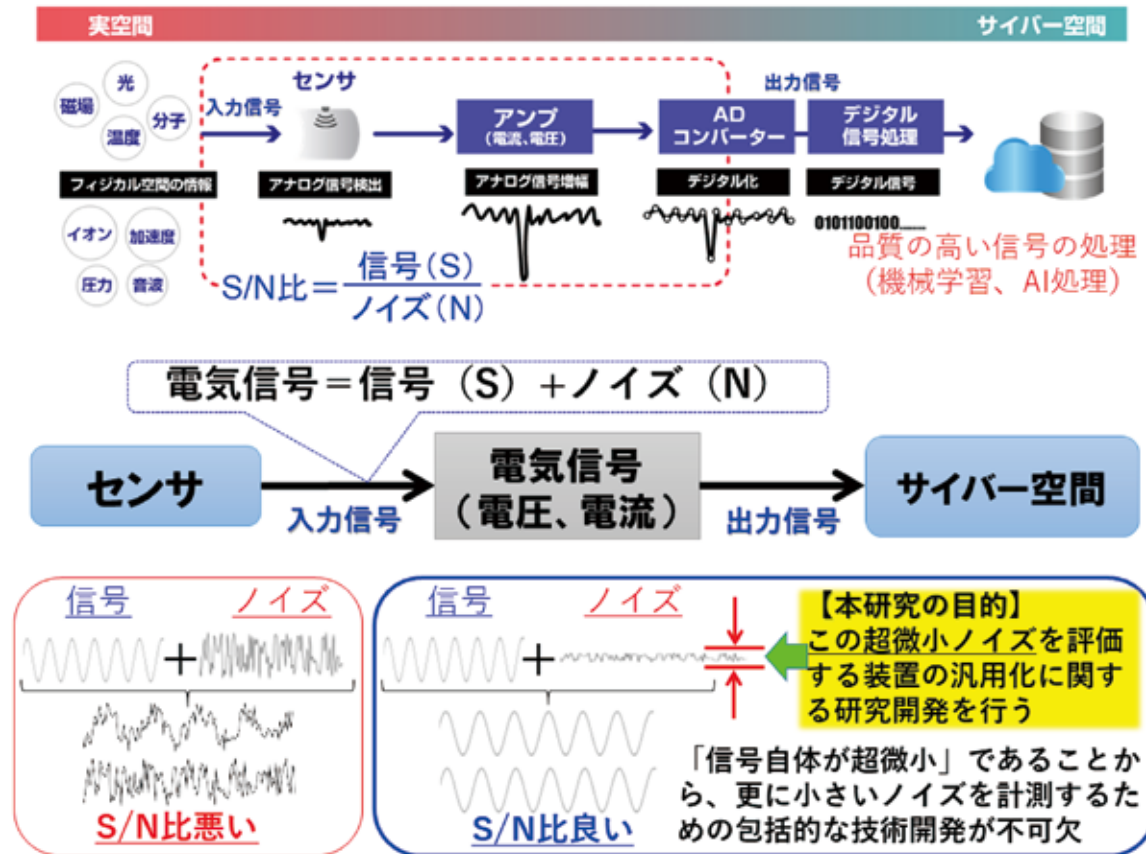 実空間
サイバー空間
光
磁場
分子
温度
入力信号
センサ
アンプ
(電流、電圧)
AD
コンバーター
出力信号
デジタル
信号処理
フィジカル空間の情報
アナログ信号検出
アナログ信号増幅
デジタル化
デジタル信号
0101100100........
イオン
加速度
圧力
音波
S/N比＝信号(S)
ノイズ(N)
品質の高い信号の処理
(機械学習、AI処理)
電気信号＝信号（S）＋ノイズ（N）
センサ
入力信号
電気信号
（電圧、電流）
出力信号
サイバー空間
信号
ノイズ
+
S/N比悪い
信号
ノイズ
+
S/N比良い
【本研究の目的】
この超微小ノイズを評価
する装置の汎用化に関す
る研究開発を行う
「信号自体が超微小」であることか
ら、更に小さいノイズを計測するた
めの包括的な技術開発が不可欠